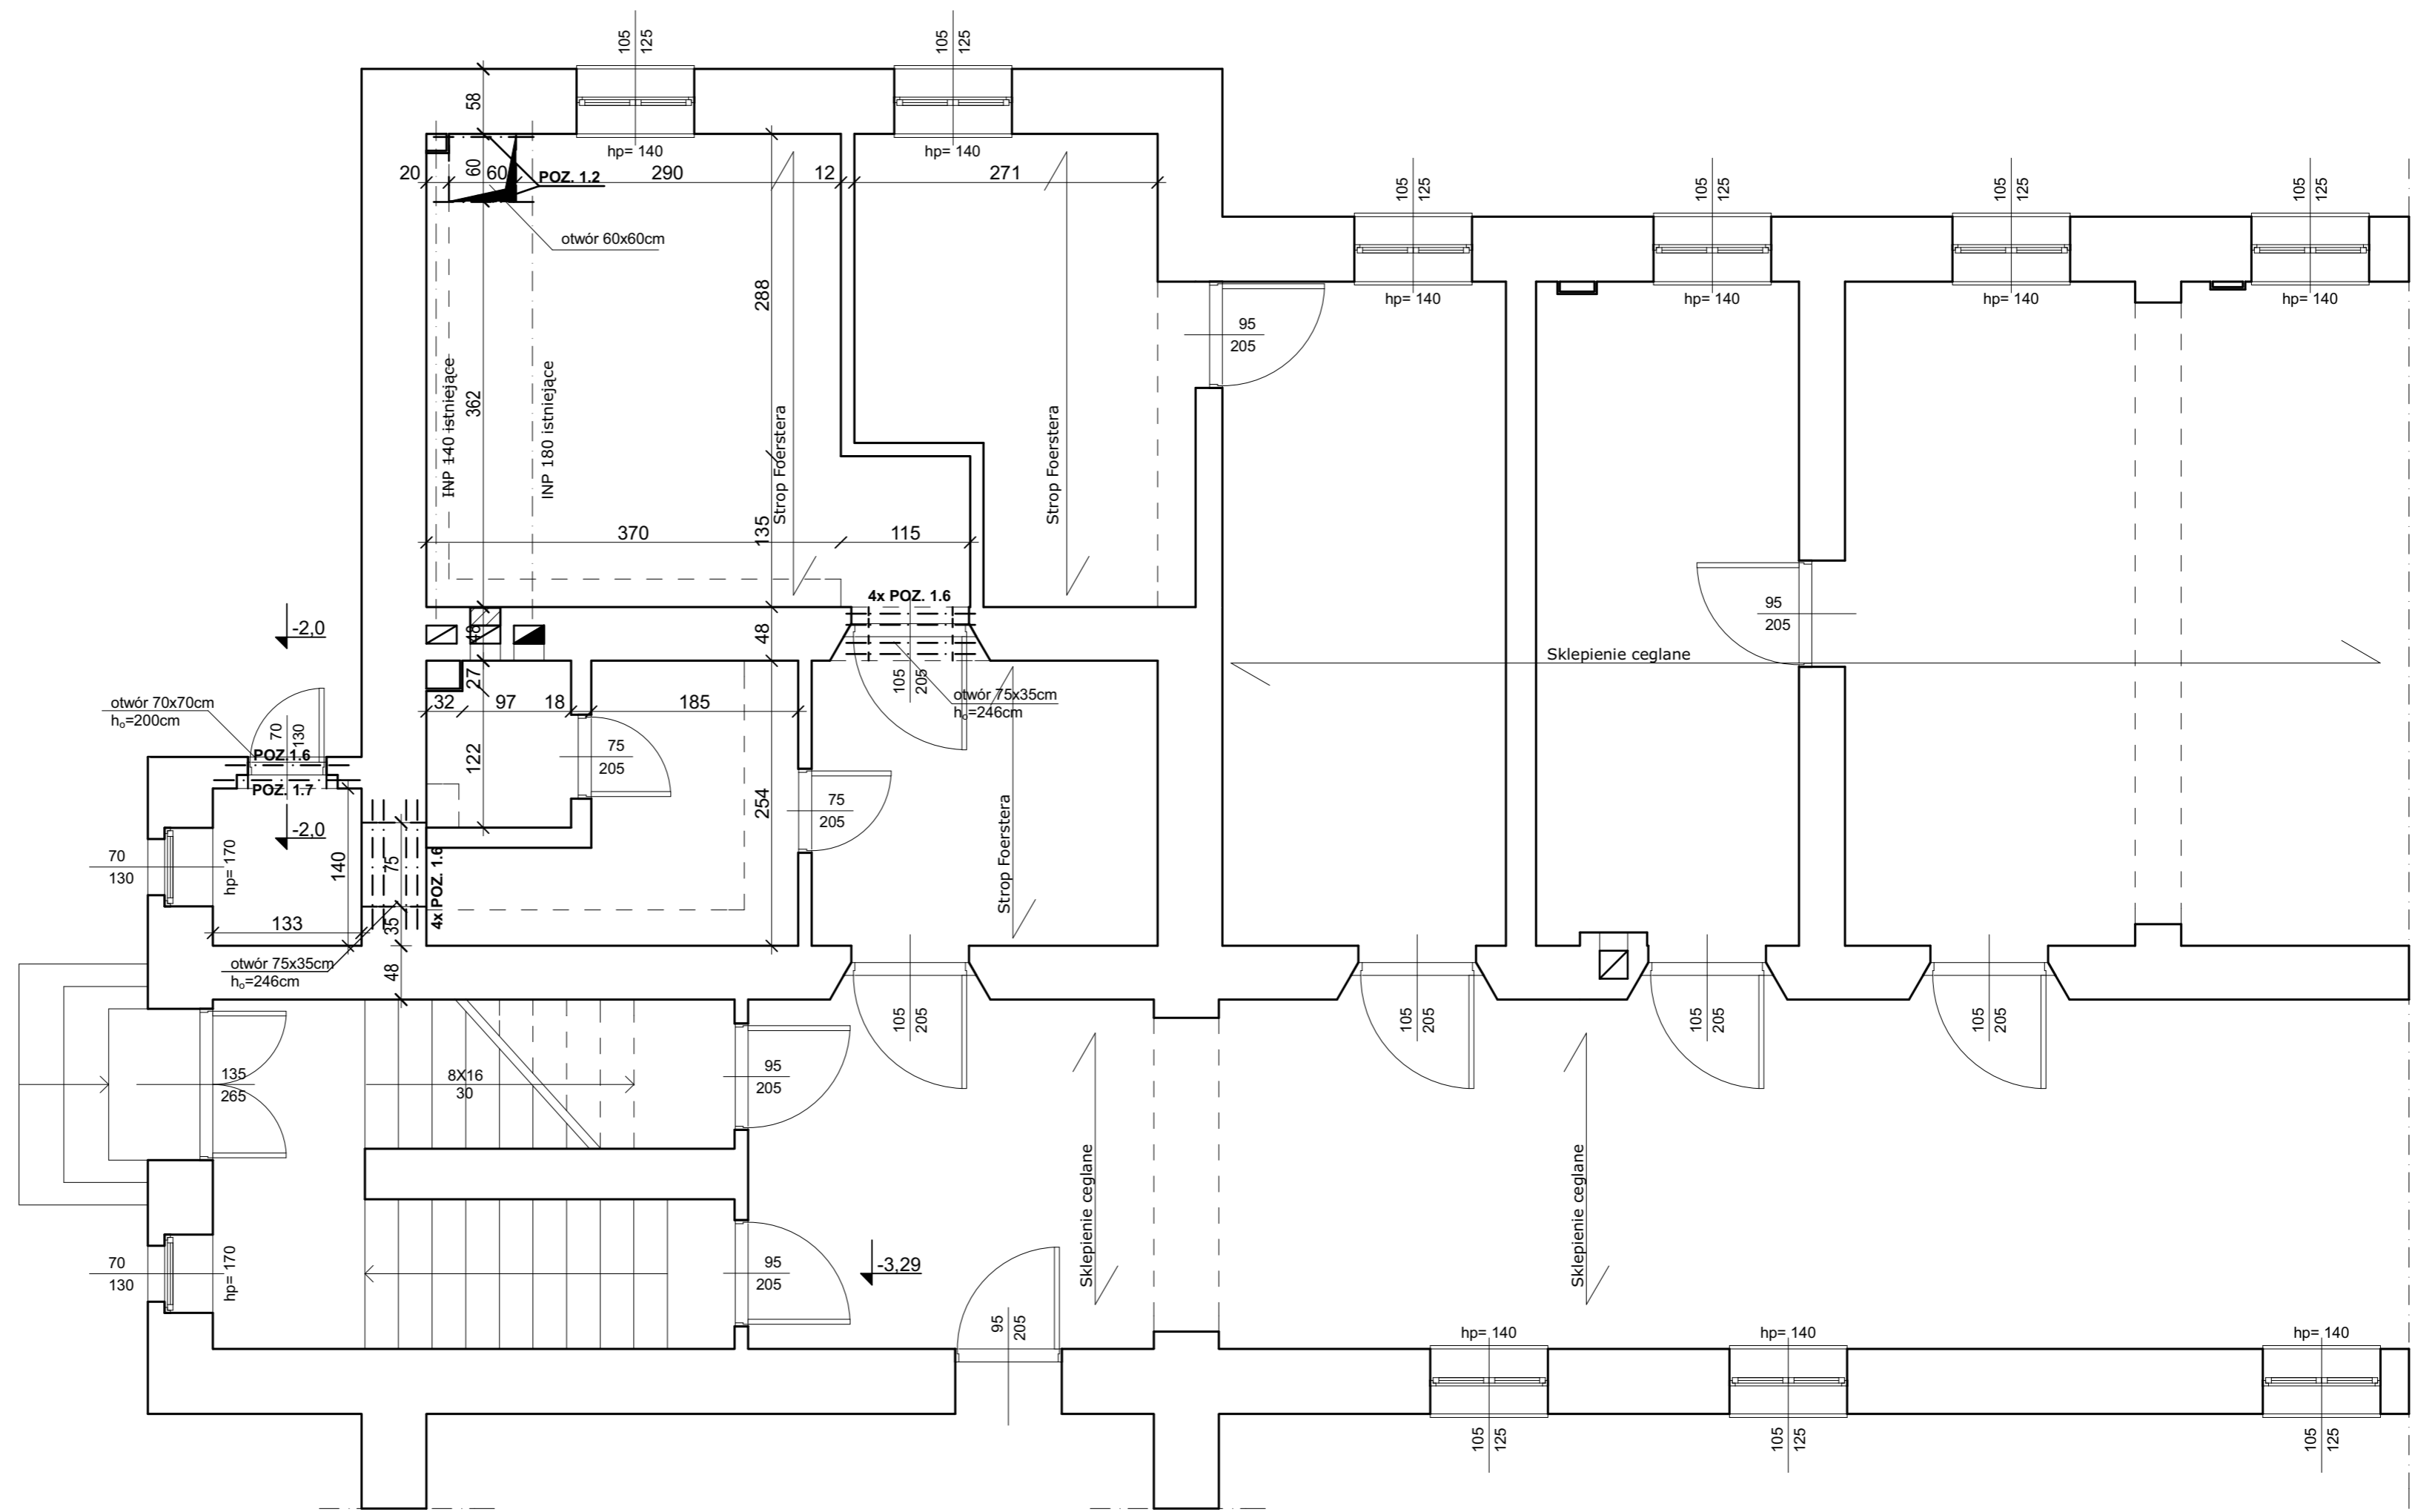 105
125
105
125
58
hp= 140
hp= 140
20
60
60
POZ. 1.2
290
12
271
105
125
105
125
105
125
105
125
otwór 60x60cm
288
hp= 140
hp= 140
hp= 140
hp= 140
95
205
INP 140 istniejące
362
INP 180 istniejące
Strop Foerstera
Strop Foerstera
370
135
115
4x POZ. 1.6
95
205
-2,0
48
48
Sklepienie ceglane
27
105
205
otwór 75x35cm
hₒ=246cm
32
97
18
185
otwór 70x70cm
hₒ=200cm
70
130
POZ.1.6
POZ. 1.7
122
75
205
254
75
205
Strop Foerstera
-2,0
70
130
hp= 170
140
75
4x POZ. 1.6
133
35
otwór 75x35cm
hₒ=246cm
48
105
205
105
205
105
205
105
205
135
265
8X16
30
95
205
Sklepienie ceglane
Sklepienie ceglane
70
130
hp= 170
95
205
-3,29
95
205
hp= 140
hp= 140
hp= 140
105
125
105
125
105
125